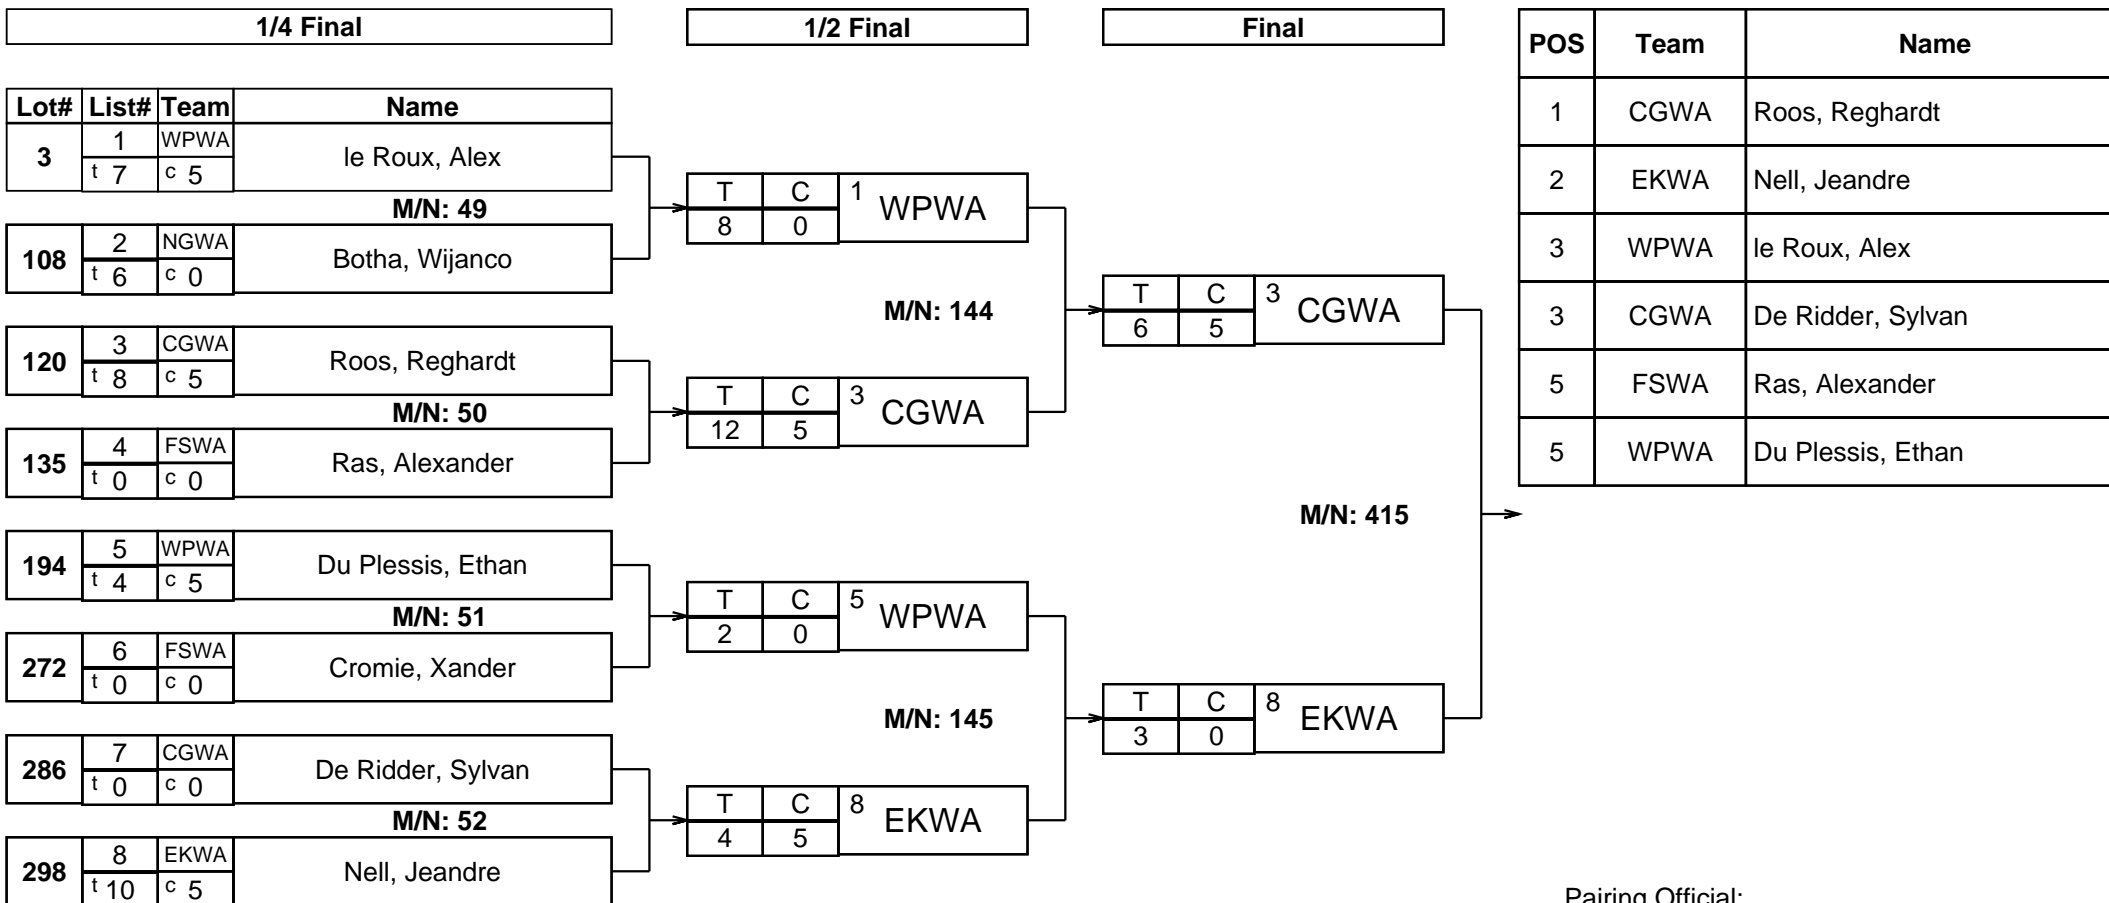 1/4 Final
1/2 Final
Final
POS Team Name
1 CGWA Roos, Reghardt
2 EKWA Nell, Jeandre
3 WPWA le Roux, Alex
3 CGWA De Ridder, Sylvan
5 FSWA Ras, Alexander
5 WPWA Du Plessis, Ethan
Lot# List# Team Name
3 1 WPWA le Roux, Alex
t 7 c 5
M/N: 49
108 2 NGWA Botha, Wijanco
t 6 c 0
120 3 CGWA Roos, Reghardt
t 8 c 5
M/N: 50
135 4 FSWA Ras, Alexander
t 0 c 0
194 5 WPWA Du Plessis, Ethan
t 4 c 5
M/N: 51
272 6 FSWA Cromie, Xander
t 0 c 0
286 7 CGWA De Ridder, Sylvan
t 0 c 0
M/N: 52
298 8 EKWA Nell, Jeandre
t 10 c 5
T C 1 WPWA
8 0
M/N: 144
T C 3 CGWA
12 5
T C 5 WPWA
2 0
M/N: 145
T C 8 EKWA
4 5
T C 3 CGWA
6 5
M/N: 415
T C 8 EKWA
3 0
Pairing Official: